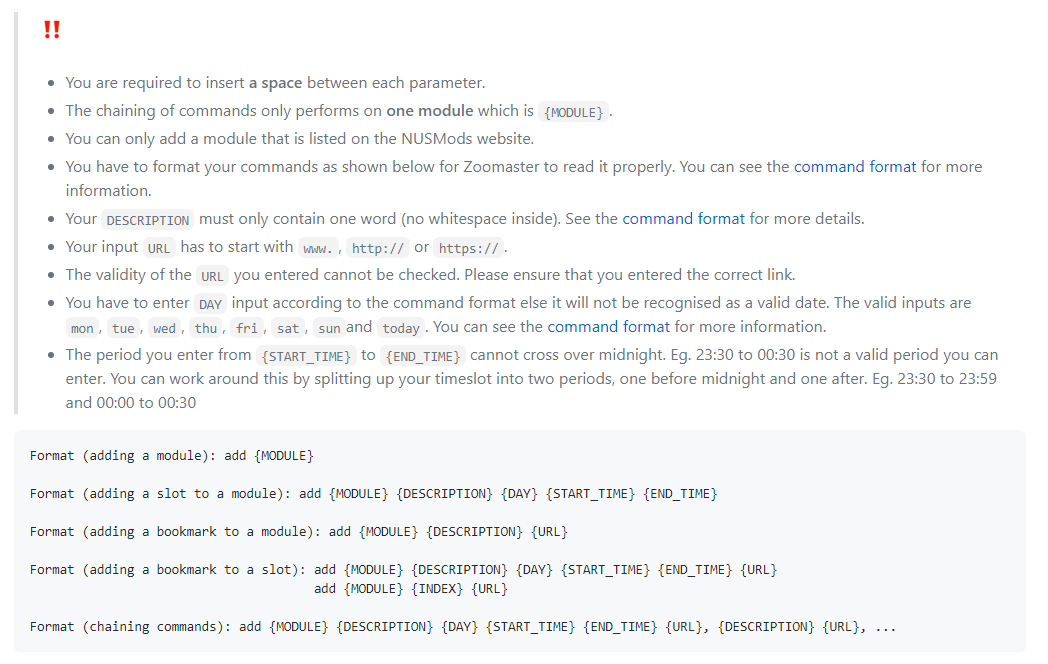 ‼
• You are required to insert a space between each parameter.
• The chaining of commands only performs on one module which is {MODULE}.
• You can only add a module that is listed on the NUSMods website.
• You have to format your commands as shown below for Zoomaster to read it properly. You can see the command format for more
information.
• Your DESCRIPTION must only contain one word (no whitespace inside). See the command format for more details.
• Your input URL has to start with www., http:// or https://.
• The validity of the URL you entered cannot be checked. Please ensure that you entered the correct link.
• You have to enter DAY input according to the command format else it will not be recognised as a valid date. The valid inputs are
mon, tue, wed, thu, fri, sat, sun and today. You can see the command format for more information.
• The period you enter from {START_TIME} to {END_TIME} cannot cross over midnight. Eg. 23:30 to 00:30 is not a valid period you can
enter. You can work around this by splitting up your timeslot into two periods, one before midnight and one after. Eg. 23:30 to 23:59
and 00:00 to 00:30
Format (adding a module): add {MODULE}
Format (adding a slot to a module): add {MODULE} {DESCRIPTION} {DAY} {START_TIME} {END_TIME}
Format (adding a bookmark to a module): add {MODULE} {DESCRIPTION} {URL}
Format (adding a bookmark to a slot): add {MODULE} {DESCRIPTION} {DAY} {START_TIME} {END_TIME} {URL}
add {MODULE} {INDEX} {URL}
Format (chaining commands): add {MODULE} {DESCRIPTION} {DAY} {START_TIME} {END_TIME} {URL}, {DESCRIPTION} {URL}, ...